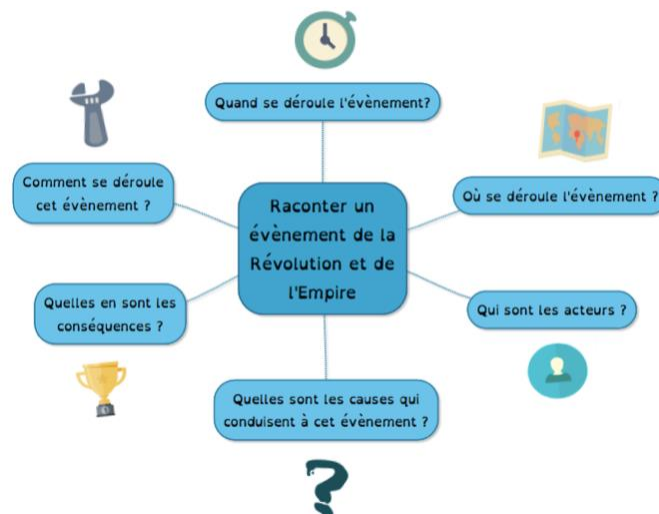 Quand se déroule l'évènement?
Comment se déroule
cet évènement ?
Où se déroule l'évènement ?
Raconter un
évènement de la
Révolution et de
l'Empire
Quelles en sont les
conséquences ?
Qui sont les acteurs ?
Quelles sont les causes qui
conduisent à cet évènement ?